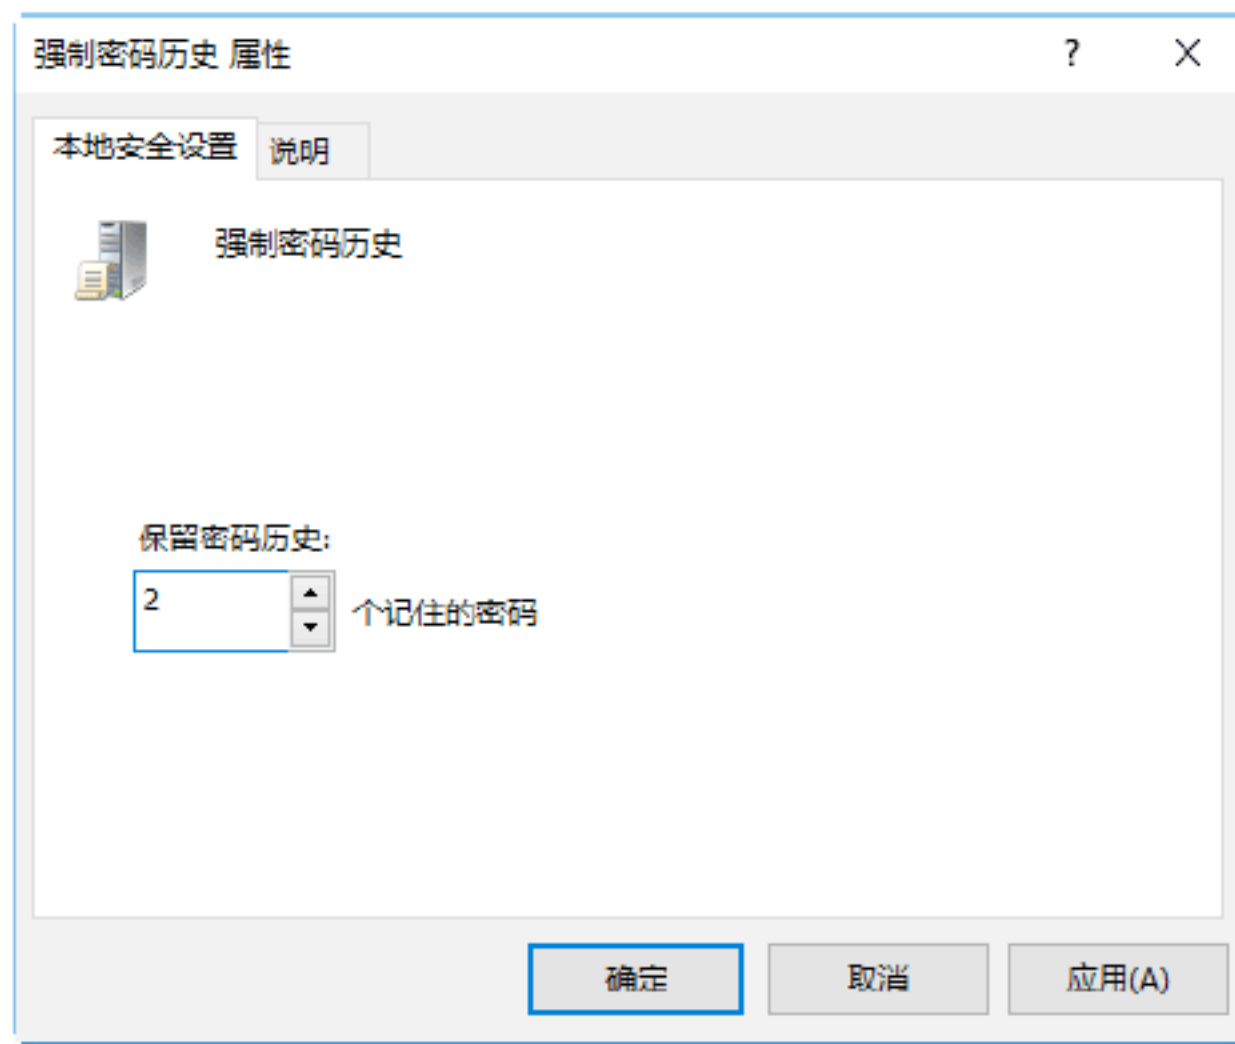 强制密码历史 属性
?
本地安全设置
说明
强制密码历史
保留密码历史:
2
个记住的密码
确定
取消
应用(A)